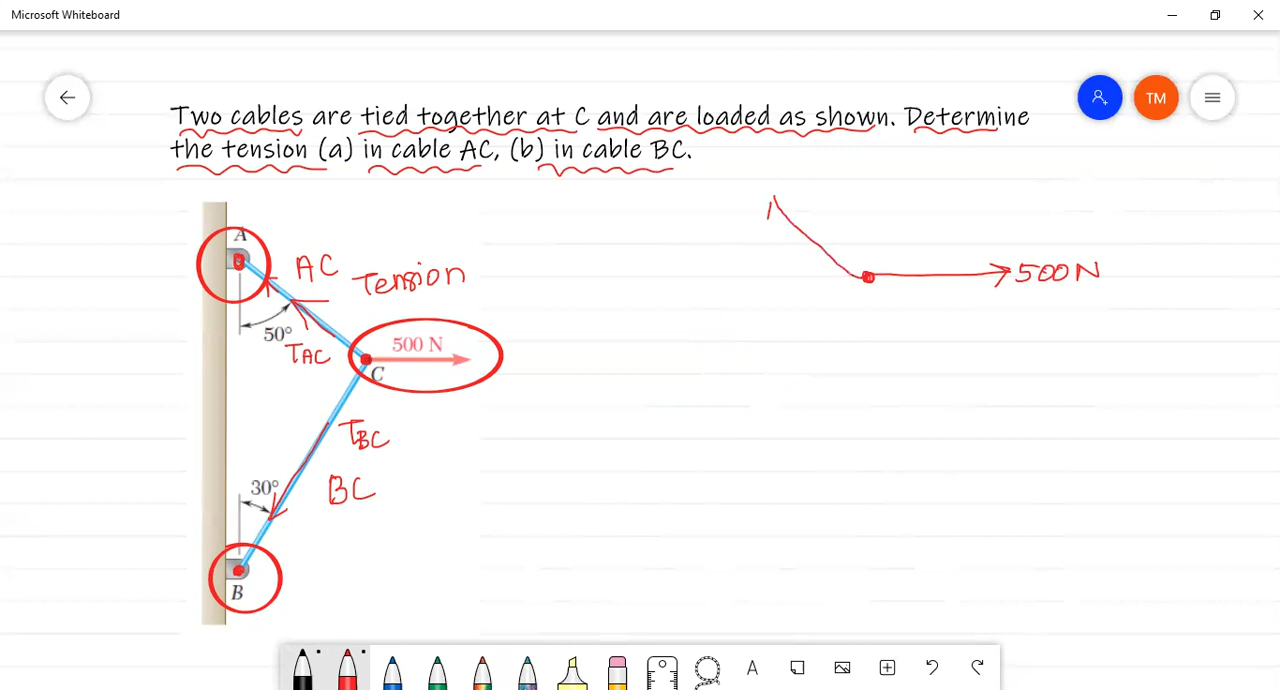 Microsoft Whiteboard
TM
Two cables are tied together at C and are loaded as shown. Determine
the tension (a) in cable AC, (b) in cable BC.
A
AC
Tension
50°
TAC
500 N
C
TBC
30°
BC
B
500N
A